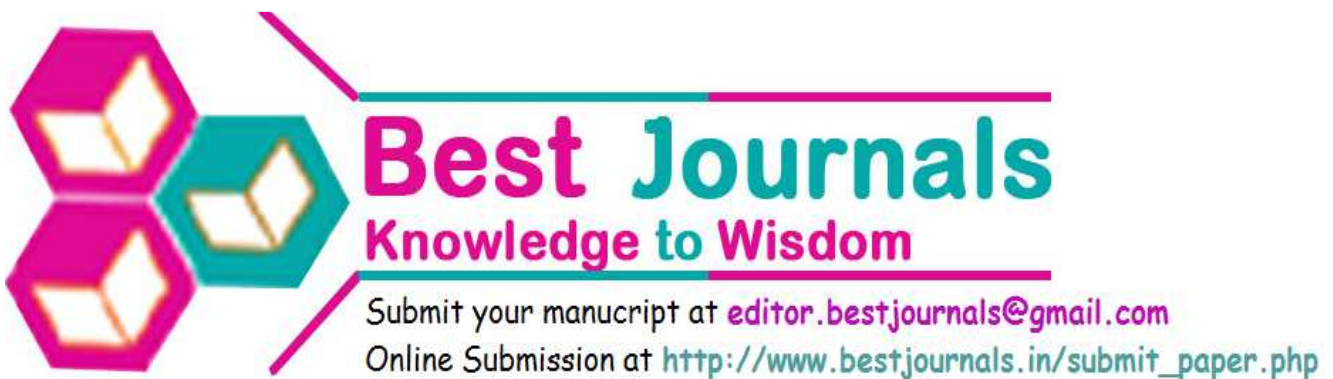 Best Journals
Knowledge to Wisdom
Submit your manucript at editor.bestjournals@gmail.com
Online Submission at http://www.bestjournals.in/submit_paper.php